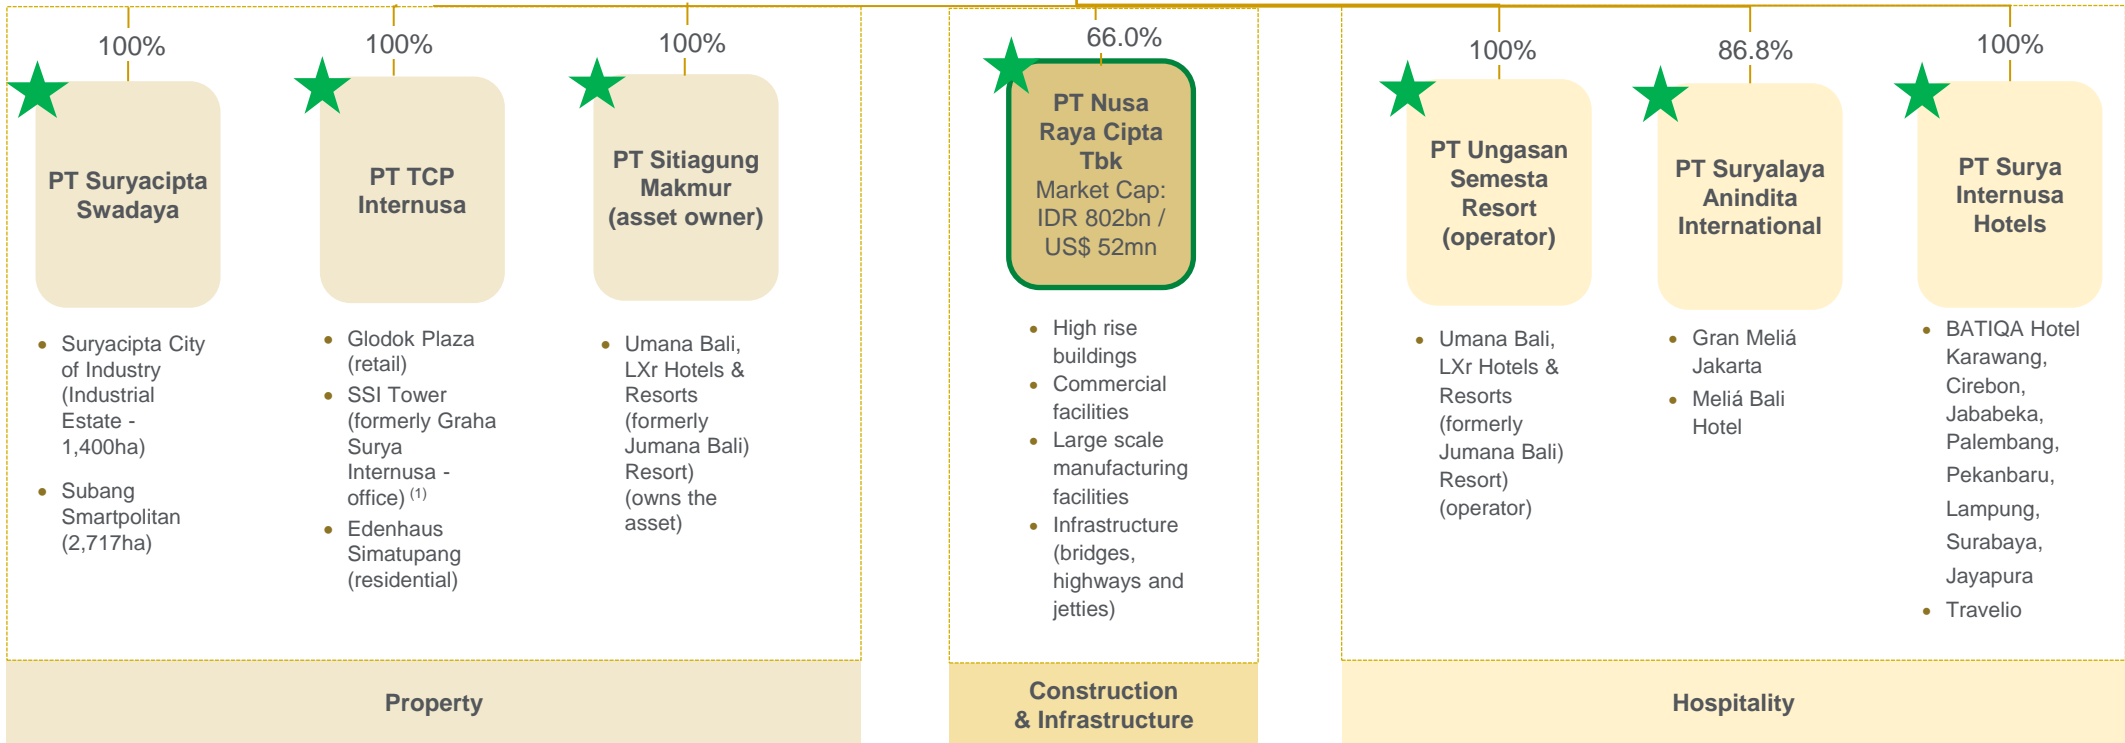 100%
PT Suryacipta
Swadaya
• Suryacipta City
of Industry
(Industrial
Estate -
1,400ha)
• Subang
Smartpolitan
(2,717ha)
100%
PT TCP
Internusa
• Glodok Plaza
(retail)
• SSI Tower
(formerly Graha
Surya
Internusa -
office) (1)
• Edenhaus
Simatupang
(residential)
100%
PT Sitiagung
Makmur
(asset owner)
• Umana Bali,
LXr Hotels &
Resorts
(formerly
Jumana Bali)
Resort)
(owns the
asset)
Property
66.0%
PT Nusa
Raya Cipta
Tbk
Market Cap:
IDR 802bn /
US$ 52mn
• High rise
buildings
• Commercial
facilities
• Large scale
manufacturing
facilities
• Infrastructure
(bridges,
highways and
jetties)
Construction
& Infrastructure
100%
PT Ungasan
Semesta
Resort
(operator)
• Umana Bali,
LXr Hotels &
Resorts
(formerly
Jumana Bali)
Resort)
(operator)
86.8%
PT Suryalaya
Anindita
International
• Gran Meliá
Jakarta
• Meliá Bali
Hotel
100%
PT Surya
Internusa
Hotels
• BATIQA Hotel
Karawang,
Cirebon,
Jababeka,
Palembang,
Pekanbaru,
Lampung,
Surabaya,
Jayapura
• Travelio
Hospitality